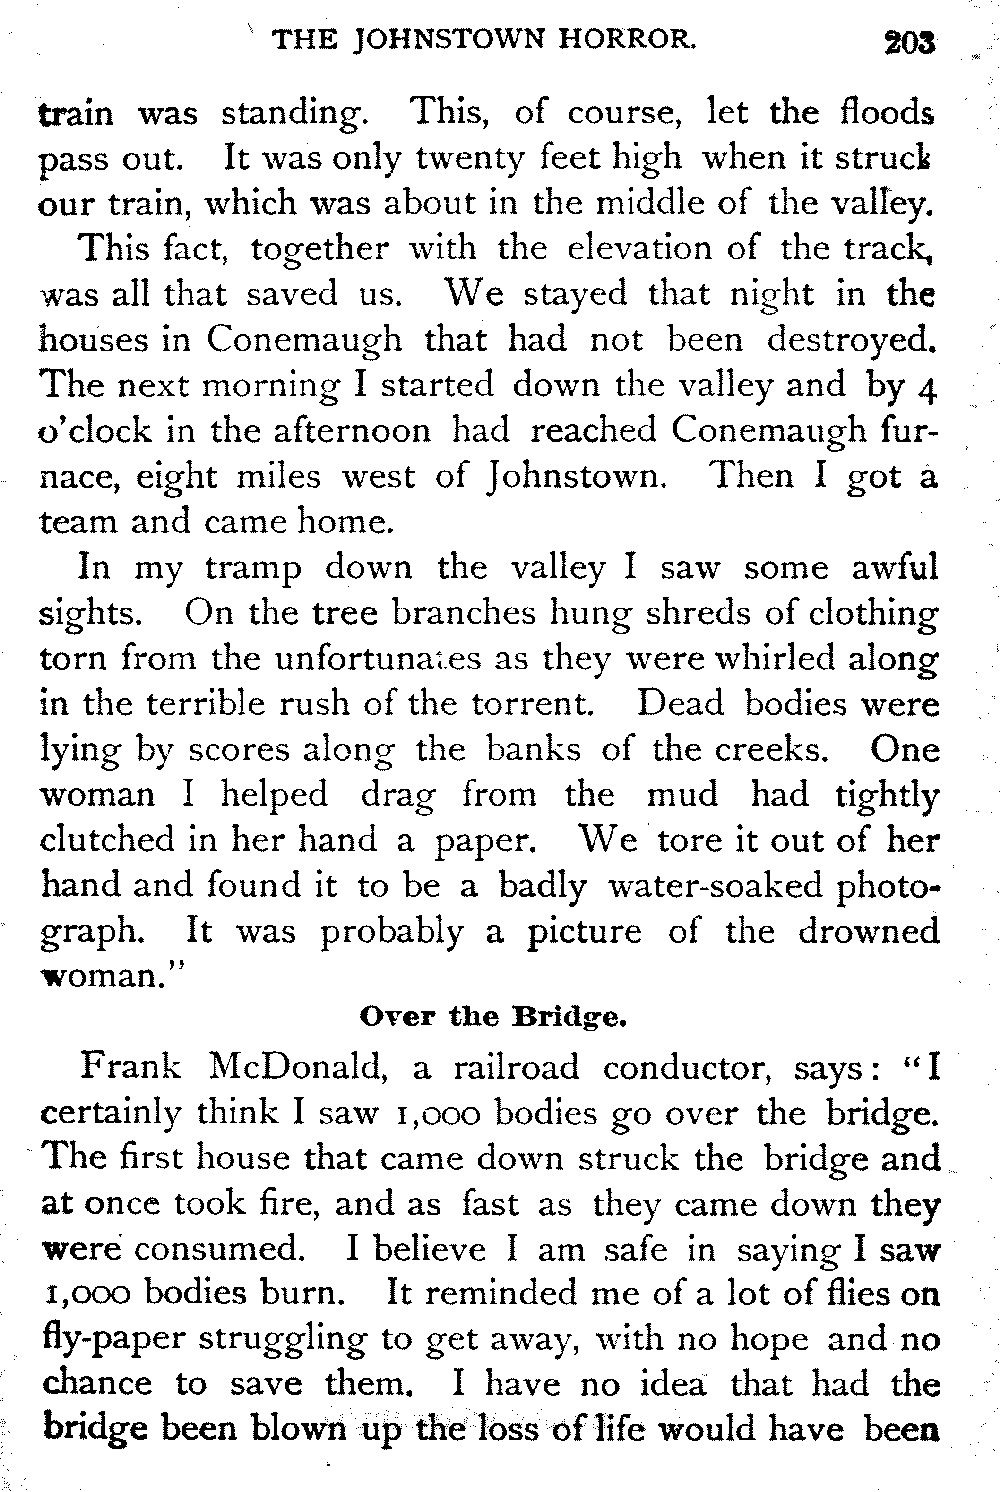 THE JOHNSTOWN HORROR. 203
train was standing. This, of course, let the floods
pass out. It was only twenty feet high when it struck
our train, which was about in the middle of the valley.
This fact, together with the elevation of the track,
was all that saved us. We stayed that night in the
houses in Conemaugh that had not been destroyed.
The next morning I started down the valley and by 4
o'clock in the afternoon had reached Conemaugh fur-
nace, eight miles west of Johnstown. Then I got a
team and came home.
In my tramp down the valley I saw some awful
sights. On the tree branches hung shreds of clothing
torn from the unfortunates as they were whirled along
in the terrible rush of the torrent. Dead bodies were
lying by scores along the banks of the creeks. One
woman I helped drag from the mud had tightly
clutched in her hand a paper. We tore it out of her
hand and found it to be a badly water-soaked photo-
graph. It was probably a picture of the drowned
woman."
Over the Bridge.
Frank McDonald, a railroad conductor, says: "I
certainly think I saw 1,000 bodies go over the bridge.
The first house that came down struck the bridge and
at once took fire, and as fast as they came down they
were consumed. I believe I am safe in saying I saw
1,000 bodies burn. It reminded me of a lot of flies on
fly-paper struggling to get away, with no hope and no
chance to save them. I have no idea that had the
bridge been blown up the loss of life would have been